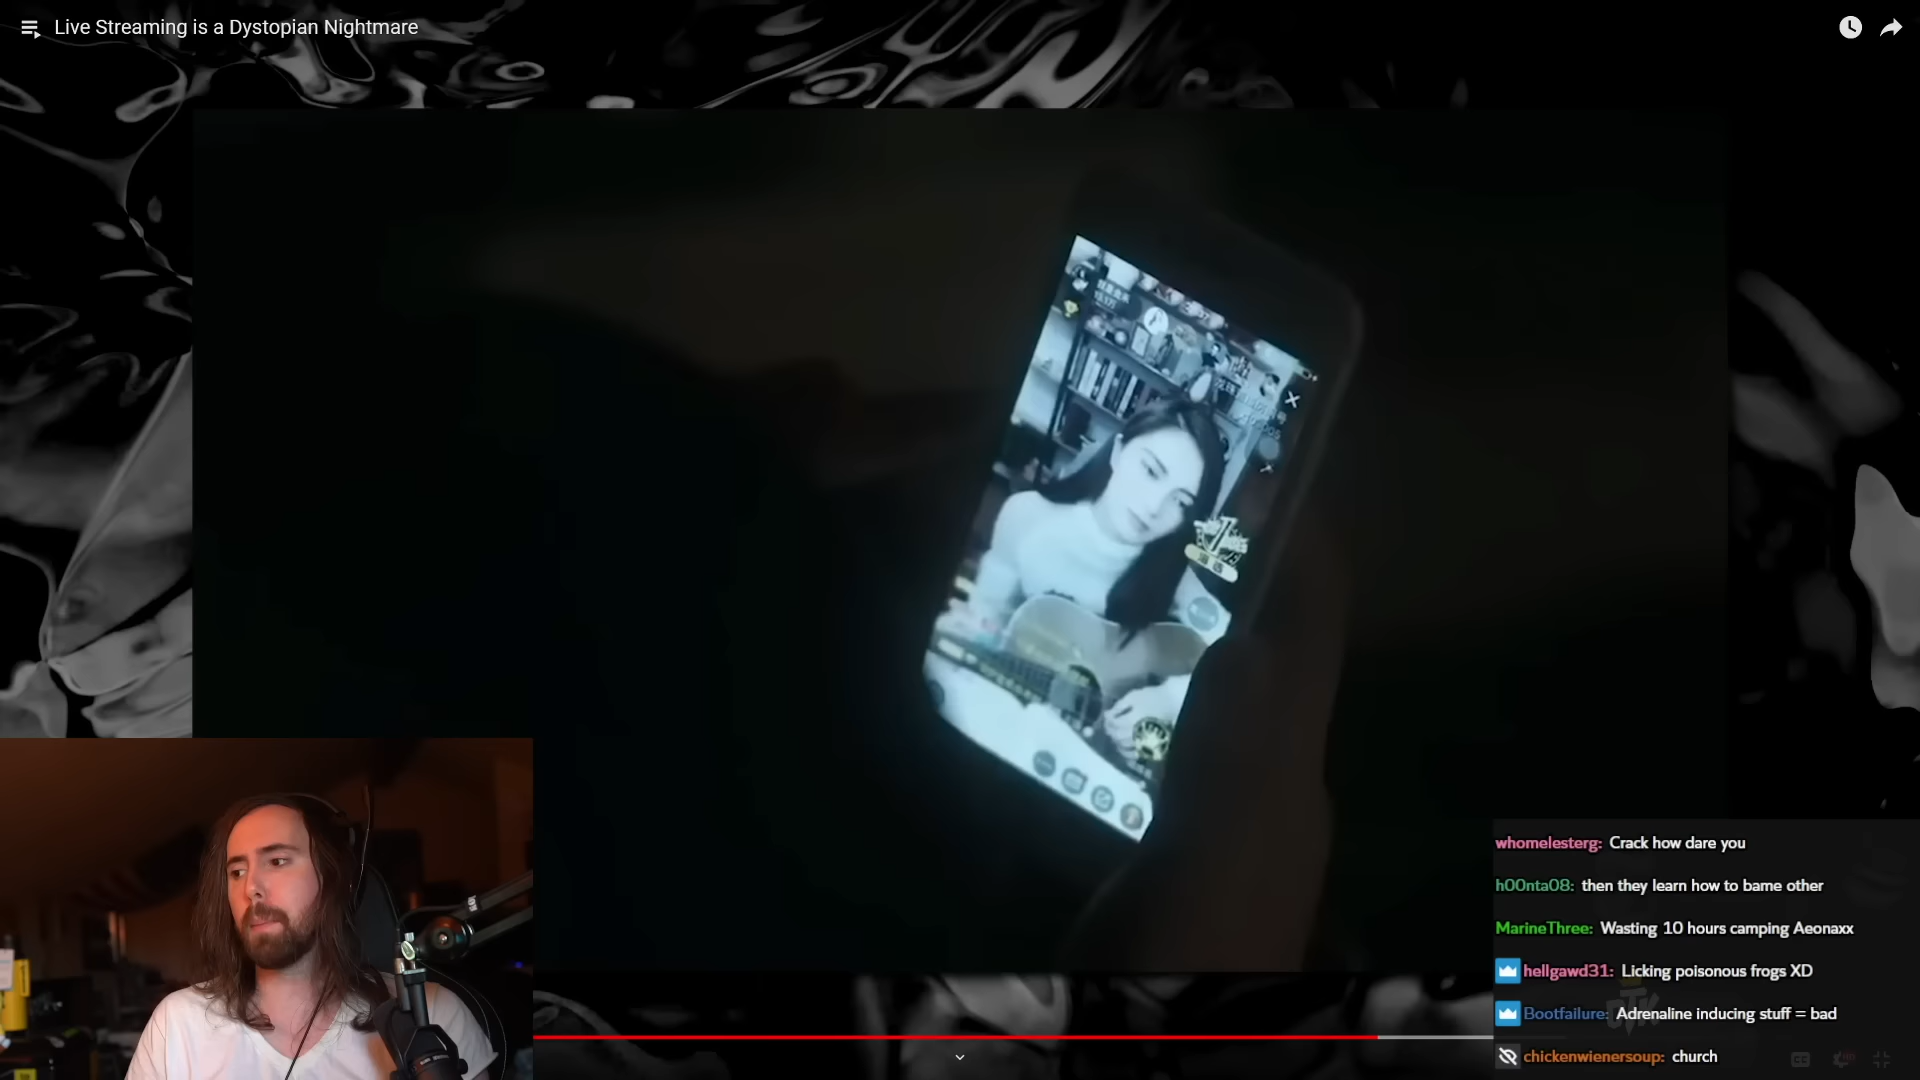 Live Streaming is a Dystopian Nightmare
whomelesterg: Crack how dare you
h00nta08: then they learn how to bame other
MarineThree: Wasting 10 hours camping Aeonaxx
hellgawd31: Licking poisonous frogs XD
Bootfailure: Adrenaline inducing stuff = bad
chickenwienersoup: church